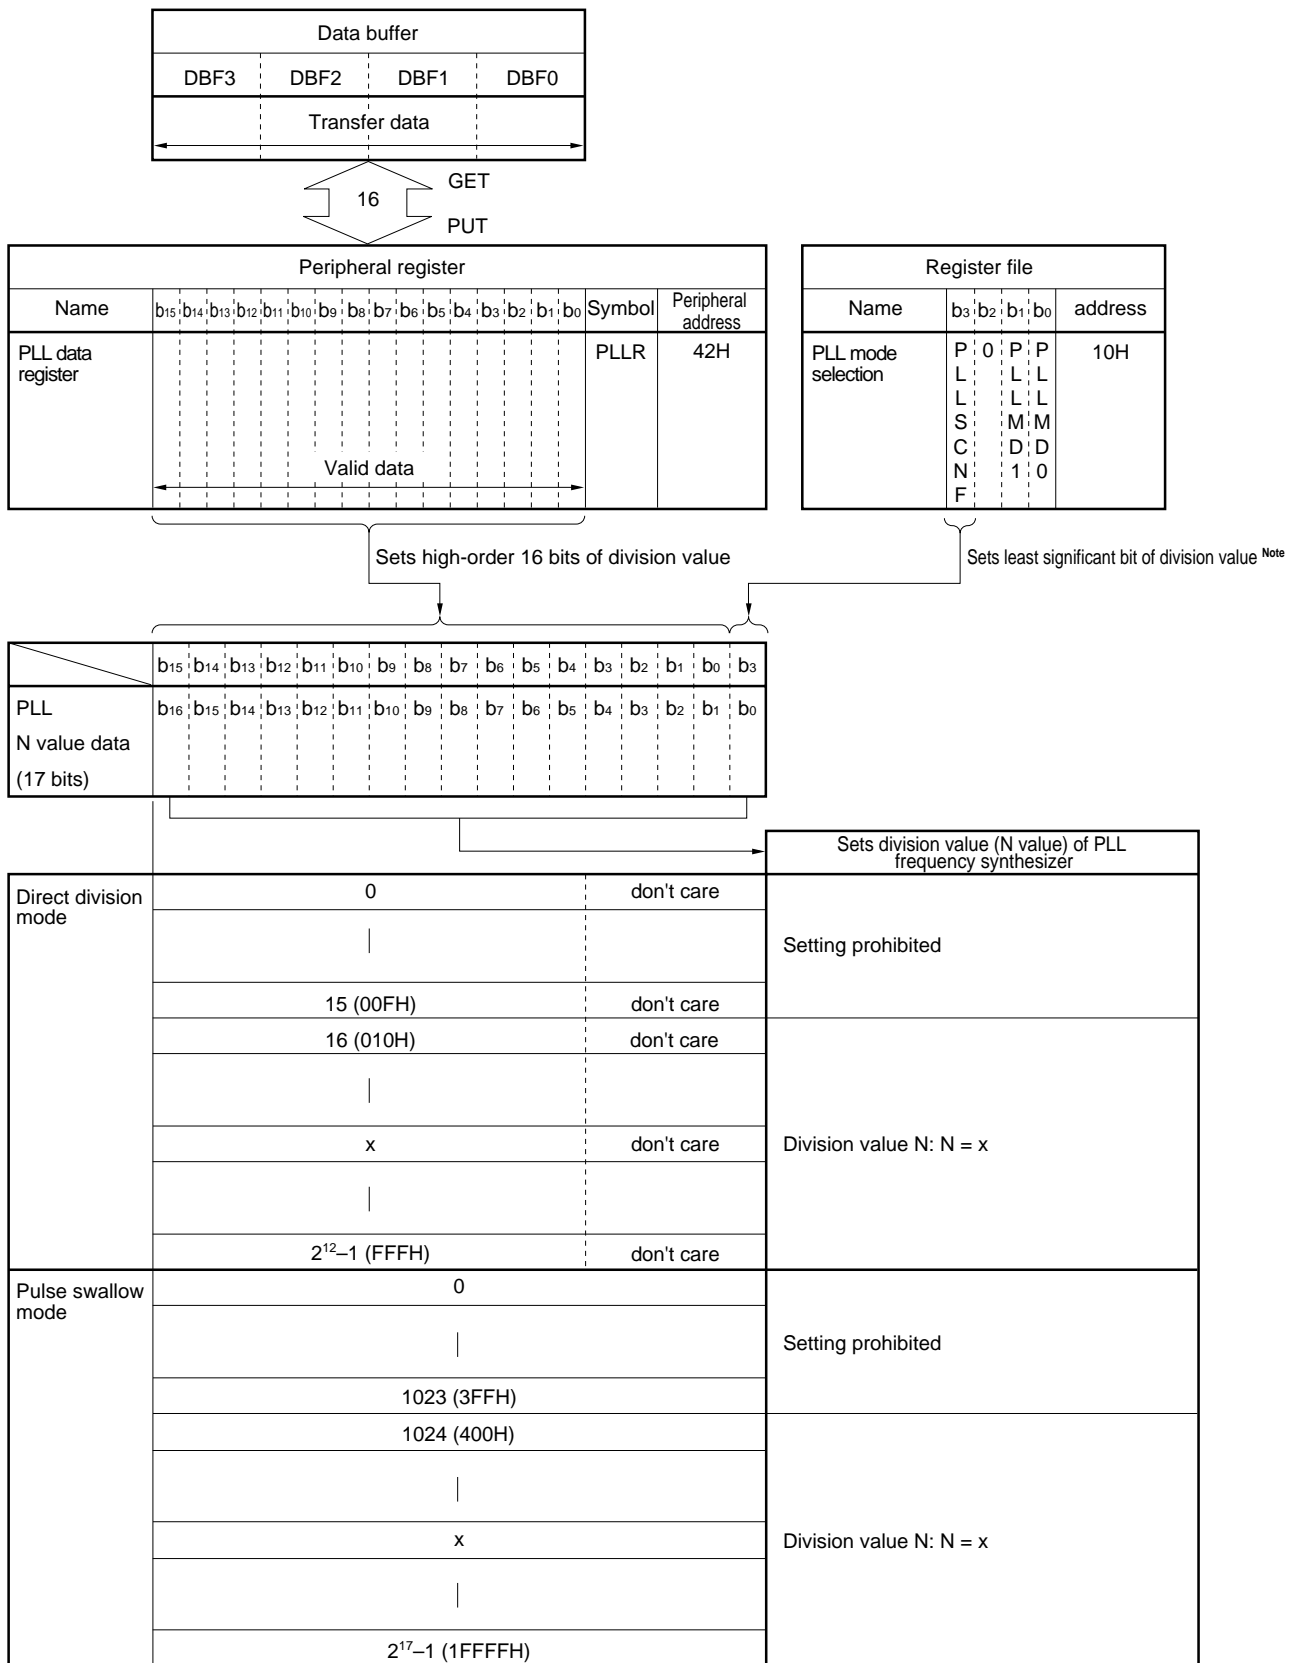 Data buffer
DBF3 DBF2 DBF1 DBF0
Transfer data
GET
16
PUT
Peripheral register
Name b15 b14 b13 b12 b11 b10 b9 b8 b7 b6 b5 b4 b3 b2 b1 b0 Symbol Peripheral address
PLL data register PLLR 42H
Valid data
Register file
Name b3 b2 b1 b0 address
PLL mode selection PLLSCNF 0 PLLMD1 PLLMD0 10H
Sets high-order 16 bits of division value
Sets least significant bit of division value Note
b15 b14 b13 b12 b11 b10 b9 b8 b7 b6 b5 b4 b3 b2 b1 b0 b3
PLL b16 b15 b14 b13 b12 b11 b10 b9 b8 b7 b6 b5 b4 b3 b2 b1 b0
N value data
(17 bits)
Sets division value (N value) of PLL
frequency synthesizer
Direct division
mode
0 don't care
Setting prohibited
15 (00FH) don't care
16 (010H) don't care
x don't care Division value N: N = x
2^12–1 (FFFH) don't care
Pulse swallow
mode
0
Setting prohibited
1023 (3FFH)
1024 (400H)
x Division value N: N = x
2^17–1 (1FFFFH)